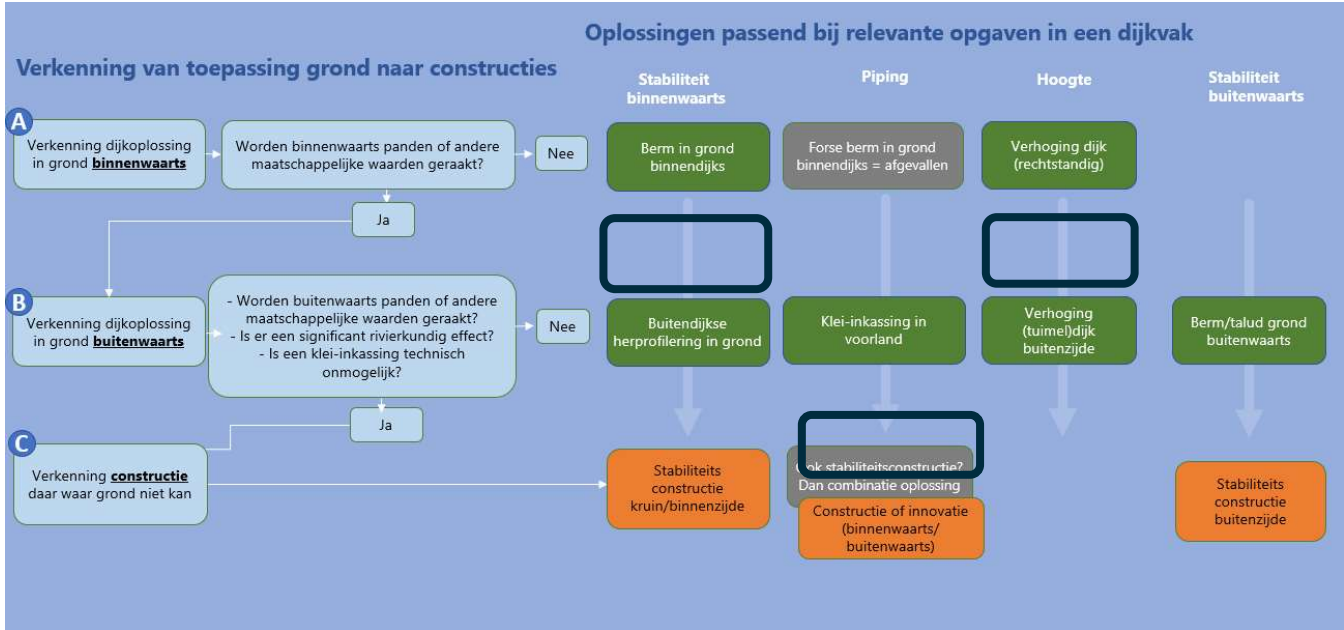 Oplossingen passend bij relevante opgaven in een dijkvak
Verkenning van toepassing grond naar constructies
Stabiliteit
binnenwaarts
Piping
Hoogte
Stabiliteit
buitenwaarts
A
Verkenning dijkoplossing
in grond binnenwaarts
Worden binnenwaarts panden of andere
maatschappelijke waarden geraakt?
Nee
Berm in grond
binnendijks
Forse berm in grond
binnendijks = afgevallen
Verhoging dijk
(rechtstandig)
Ja
B
Verkenning dijkoplossing
in grond buitenwaarts
- Worden buitenwaarts panden of andere
maatschappelijke waarden geraakt?
- Is er een significant rivierkundig effect?
- Is een klei-inkassing technisch
onmogelijk?
Nee
Buitendijkse
herprofilering in grond
Klei-inkassing in
voorland
Verhoging
(tuimel)dijk
buitenzijde
Berm/talud grond
buitenwaarts
Ja
C
Verkenning constructie
daar waar grond niet kan
Stabiliteits
constructie
kruin/binnenzijde
Ook stabiliteitsconstructie?
Dan combinatie oplossing
Constructie of innovatie
(binnenwaarts/
buitenwaarts)
Stabiliteits
constructie
buitenzijde